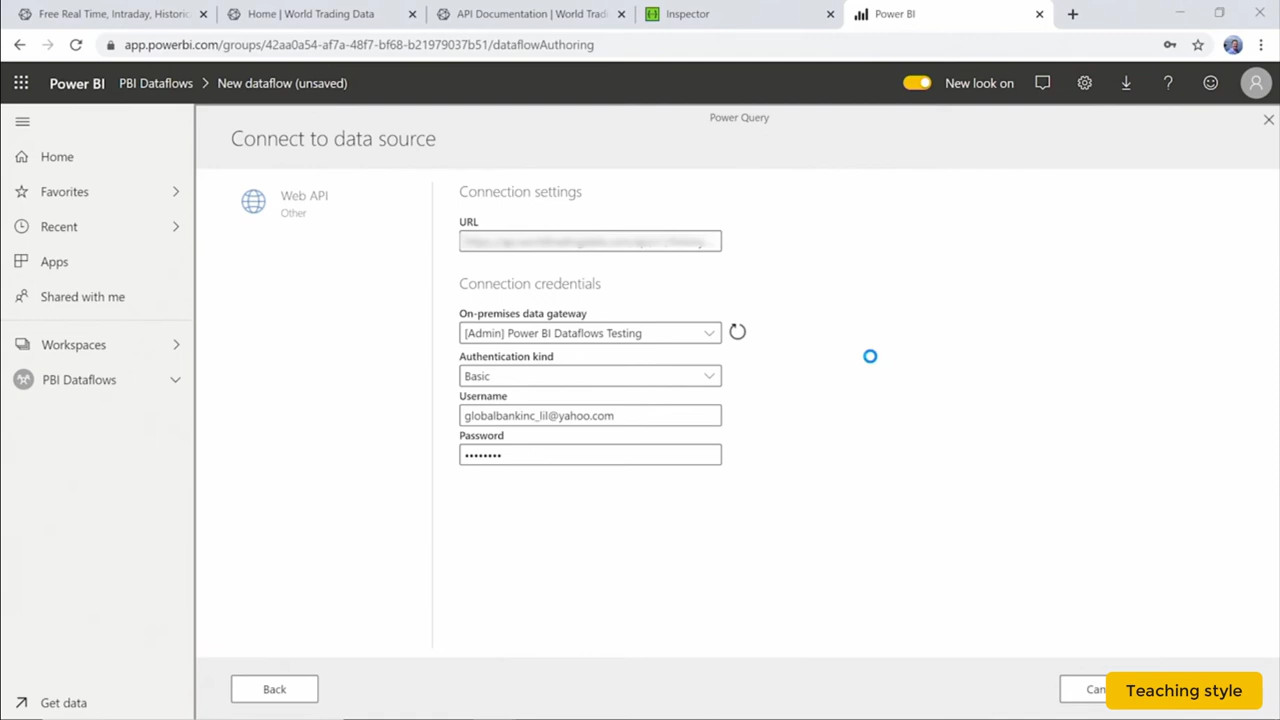 Free Real Time, Intraday, Historic
Home | World Trading Data
API Documentation | World Tradi
Inspector
Power BI
app.powerbi.com/groups/42aa0a54-af7a-48f7-bf68-b21979037b51/dataflowAuthoring
Power BI
PBI Dataflows
New dataflow (unsaved)
New look on
Power Query
Connect to data source
Home
Favorites
Recent
Apps
Shared with me
Workspaces
PBI Dataflows
Get data
Web API
Other
Connection settings
URL
Connection credentials
On-premises data gateway
[Admin] Power BI Dataflows Testing
Authentication kind
Basic
Username
globalbankinc_lil@yahoo.com
Password
••••••••
Back
Can
Teaching style